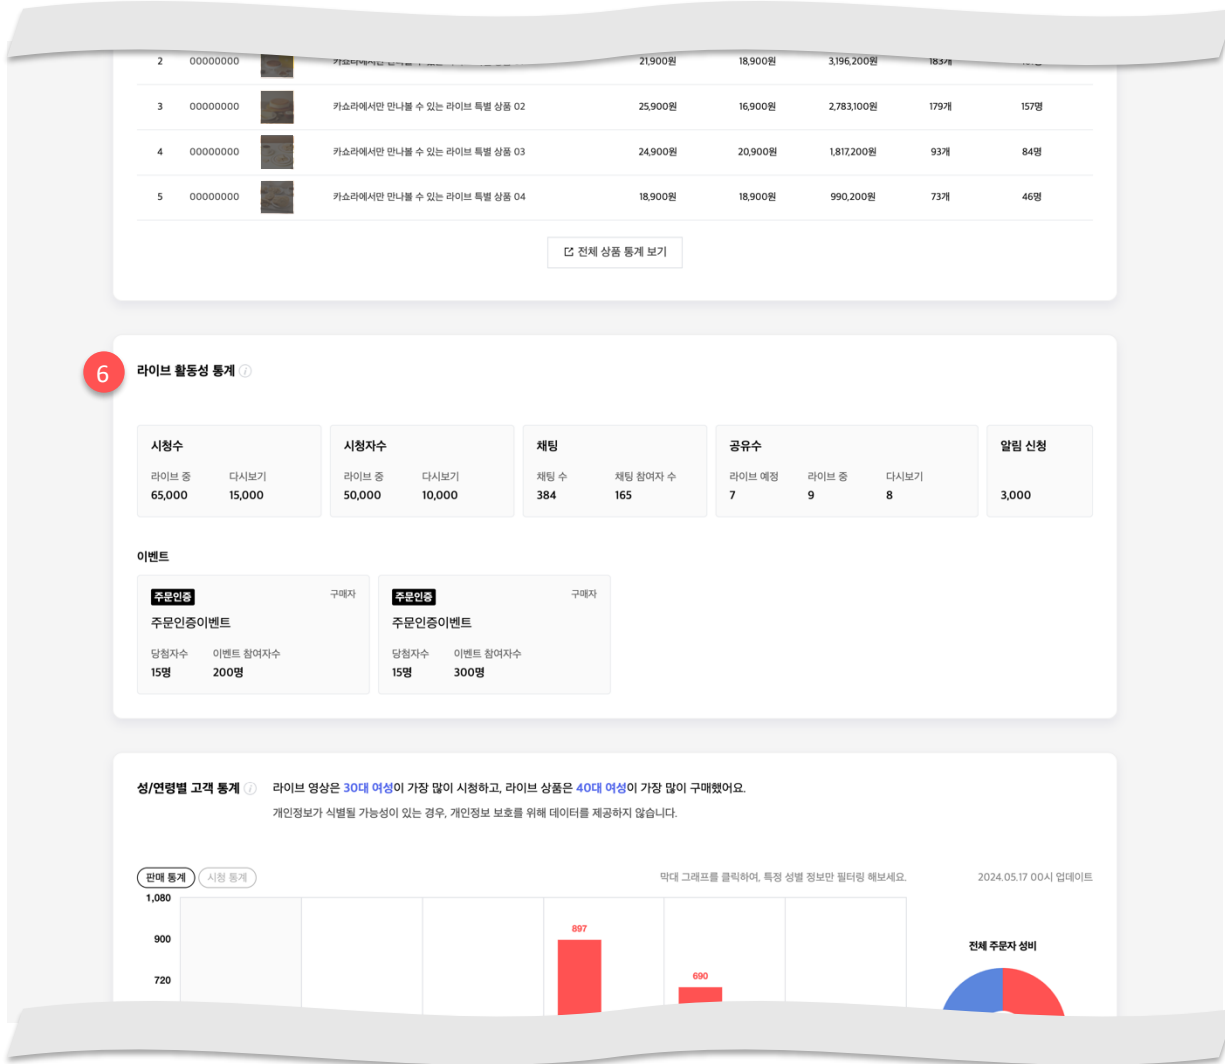 2 00000000 21,900원 18,900원 3,196,200원 183개
3 00000000 카쇼라에서만 만나볼 수 있는 라이브 특별 상품 02 25,900원 16,900원 2,783,100원 179개 157명
4 00000000 카쇼라에서만 만나볼 수 있는 라이브 특별 상품 03 24,900원 20,900원 1,817,200원 93개 84명
5 00000000 카쇼라에서만 만나볼 수 있는 라이브 특별 상품 04 18,900원 18,900원 990,200원 73개 46명
전체 상품 통계 보기
6 라이브 활동성 통계
시청수 시청자수 채팅 공유수 알림 신청
라이브 중 다시보기 라이브 중 다시보기 채팅 수 채팅 참여자 수 라이브 예정 라이브 중 다시보기
65,000 15,000 50,000 10,000 384 165 7 9 8 3,000
이벤트
주문인증 구매자 주문인증 구매자
주문인증이벤트 주문인증이벤트
당첨자수 이벤트 참여자수 당첨자수 이벤트 참여자수
15명 200명 15명 300명
성/연령별 고객 통계 라이브 영상은 30대 여성이 가장 많이 시청하고, 라이브 상품은 40대 여성이 가장 많이 구매했어요.
개인정보가 식별될 가능성이 있는 경우, 개인정보 보호를 위해 데이터를 제공하지 않습니다.
판매 통계 시청 통계 막대 그래프를 클릭하여, 특정 성별 정보만 필터링 해보세요. 2024.05.17 00시 업데이트
1,080
897
900 전체 주문자 성비
690
720